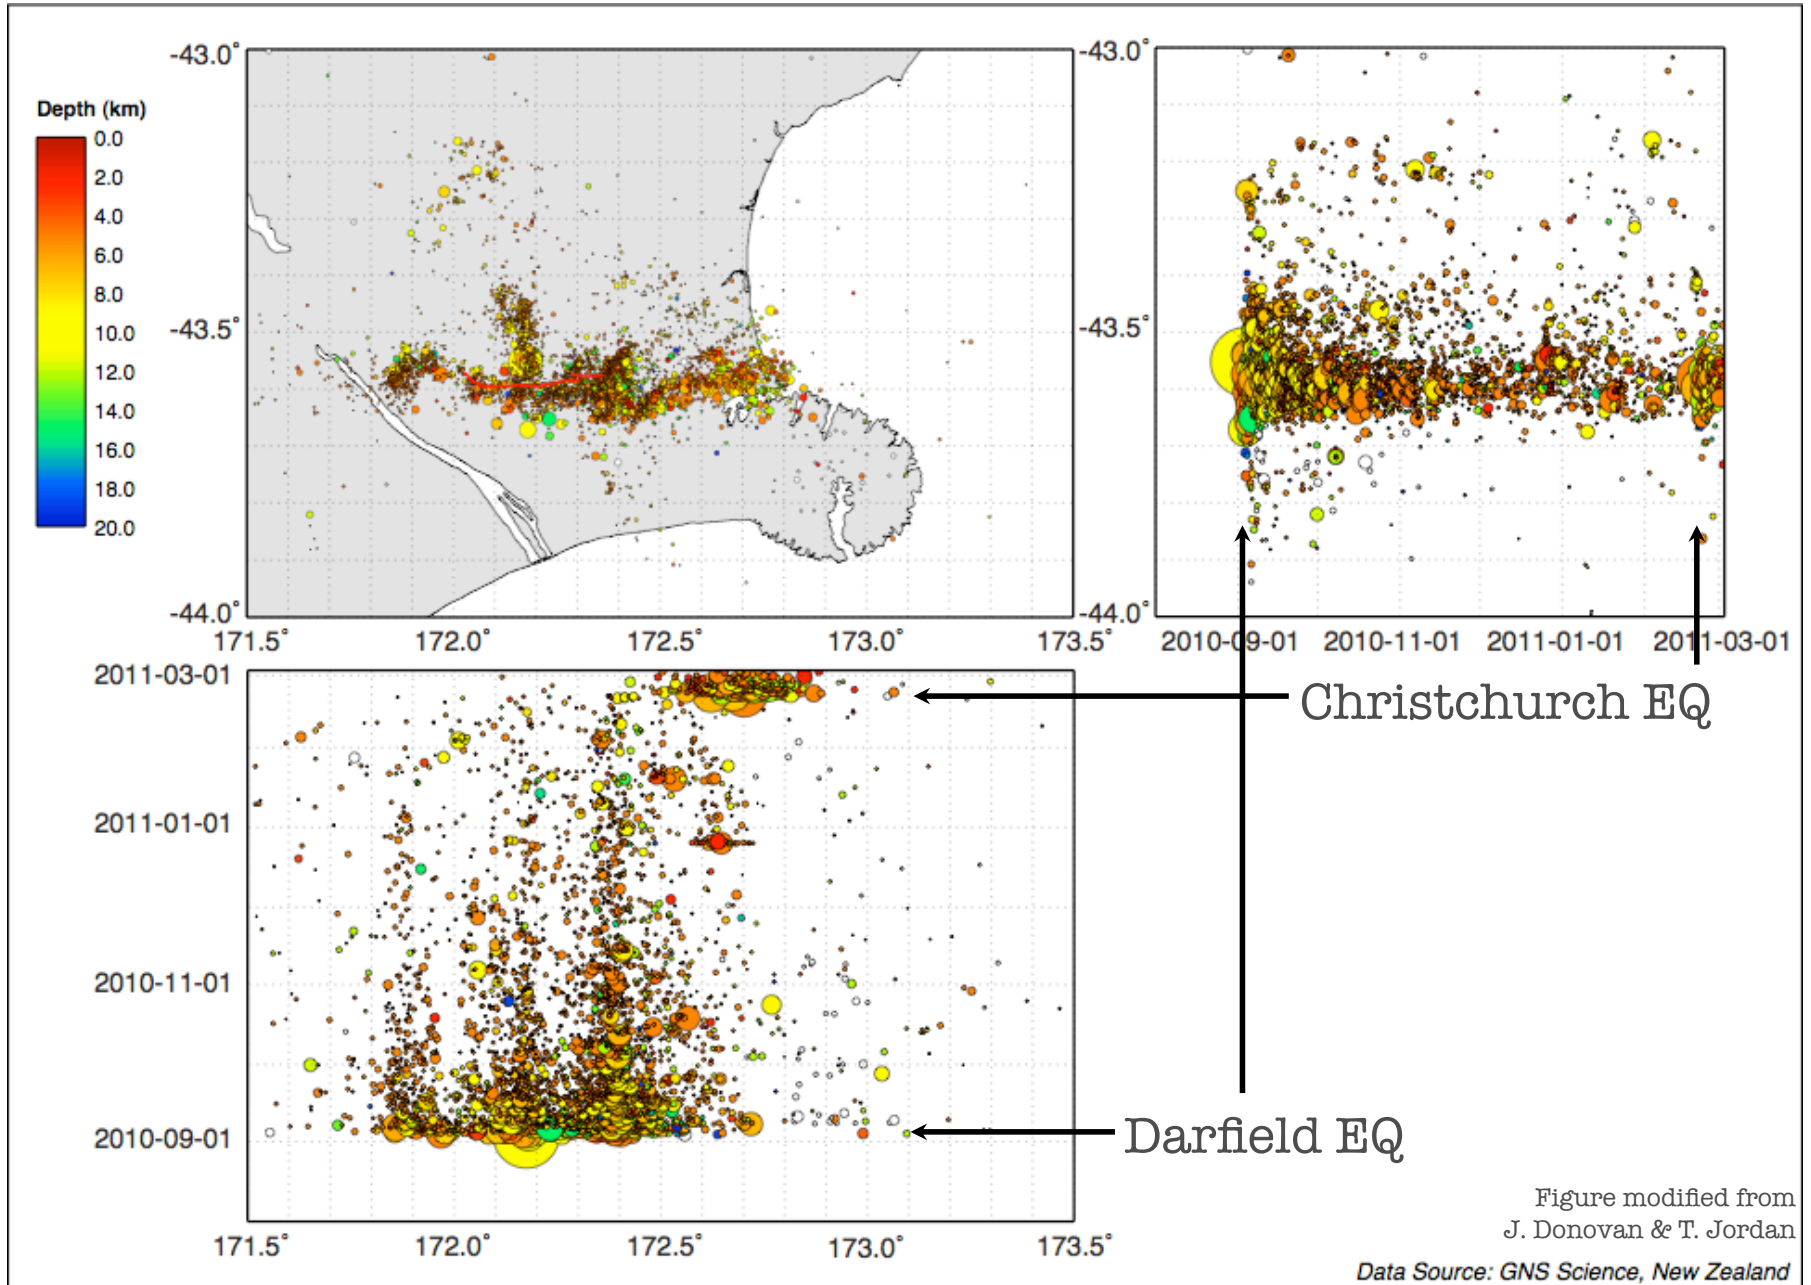 -43.0°
-43.0°
Depth (km)
0.0
2.0
4.0
6.0
8.0
10.0
12.0
14.0
16.0
18.0
20.0
-43.5°
-43.5°
-44.0°
-44.0°
171.5° 172.0° 172.5° 173.0° 173.5°
2010-09-01 2010-11-01 2011-01-01 2011-03-01
2011-03-01
Christchurch EQ
2011-01-01
2010-11-01
2010-09-01
Darfield EQ
171.5° 172.0° 172.5° 173.0° 173.5°
Figure modified from
J. Donovan & T. Jordan
Data Source: GNS Science, New Zealand